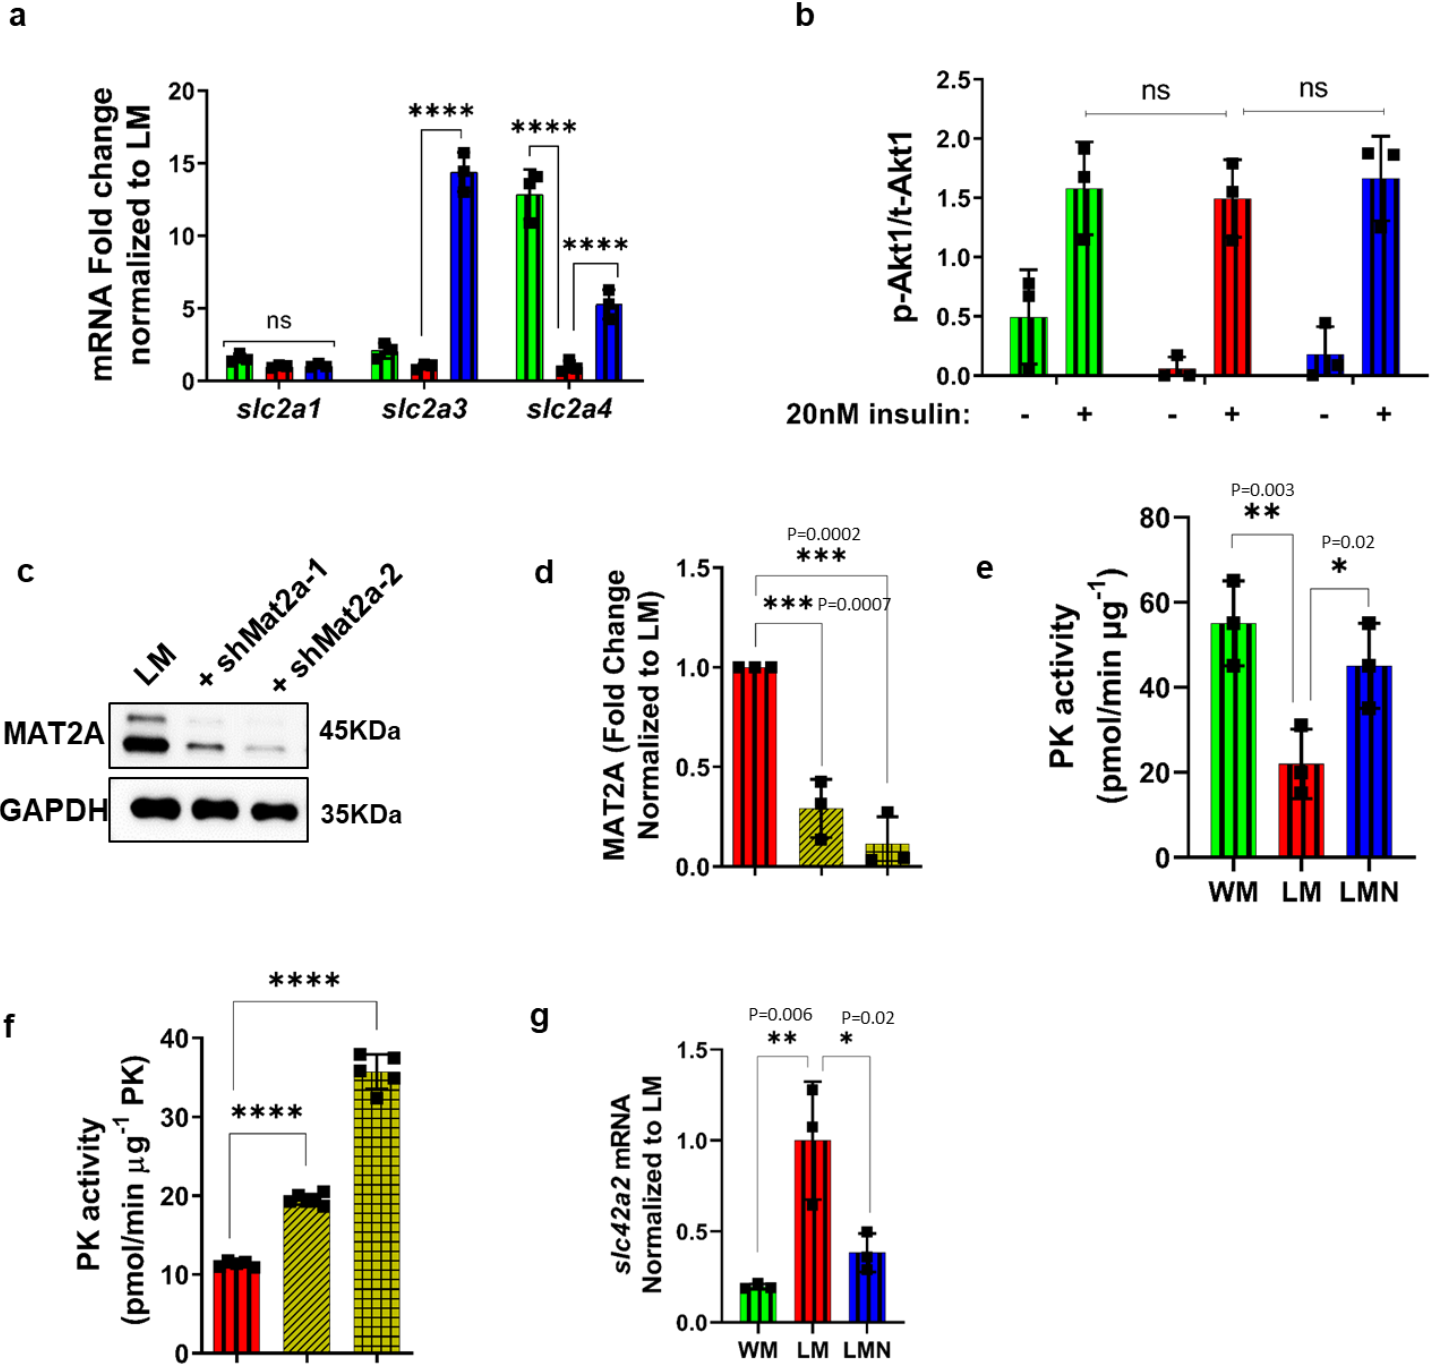 a
mRNA Fold change
normalized to LM
20
15
10
5
0
ns
****
****
****
slc2a1
slc2a3
slc2a4
b
p-Akt1/t-Akt1
2.5
2.0
1.5
1.0
0.5
0.0
ns
ns
20nM insulin:
- + - + - +
c
LM
+ shMat2a-1
+ shMat2a-2
MAT2A
45KDa
GAPDH
35KDa
d
MAT2A (Fold Change
Normalized to LM)
1.5
1.0
0.5
0.0
P=0.0002
***
*** P=0.0007
e
PK activity
(pmol/min µg-1)
80
60
40
20
0
P=0.003
**
P=0.02
*
WM LM LMN
f
PK activity
(pmol/min µg-1 PK)
40
30
20
10
0
****
****
g
slc42a2 mRNA
Normalized to LM
1.5
1.0
0.5
0.0
P=0.006
**
P=0.02
*
WM LM LMN